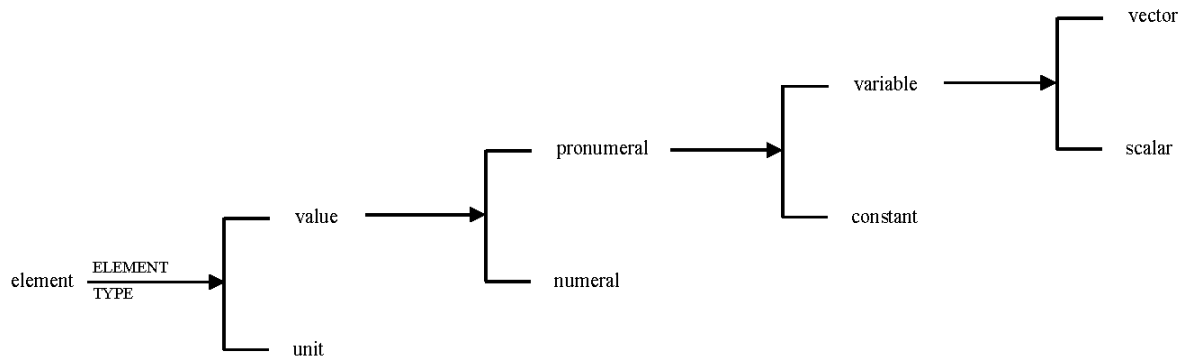 vector
variable
pronumeral
scalar
value
constant
element
ELEMENT
TYPE
numeral
unit